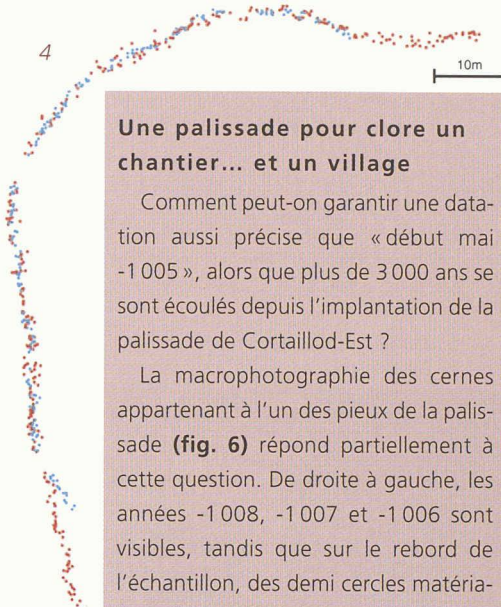 4
10m
Une palissade pour clore un
chantier... et un village
Comment peut-on garantir une data-
tion aussi précise que « début mai
-1 005 », alors que plus de 3 000 ans se
sont écoulés depuis l'implantation de la
palissade de Cortaillod-Est ?
La macrophotographie des cernes
appartenant à l'un des pieux de la palis-
sade (fig. 6) répond partiellement à
cette question. De droite à gauche, les
années -1 008, -1 007 et -1 006 sont
visibles, tandis que sur le rebord de
l'échantillon, des demi cercles matéria-